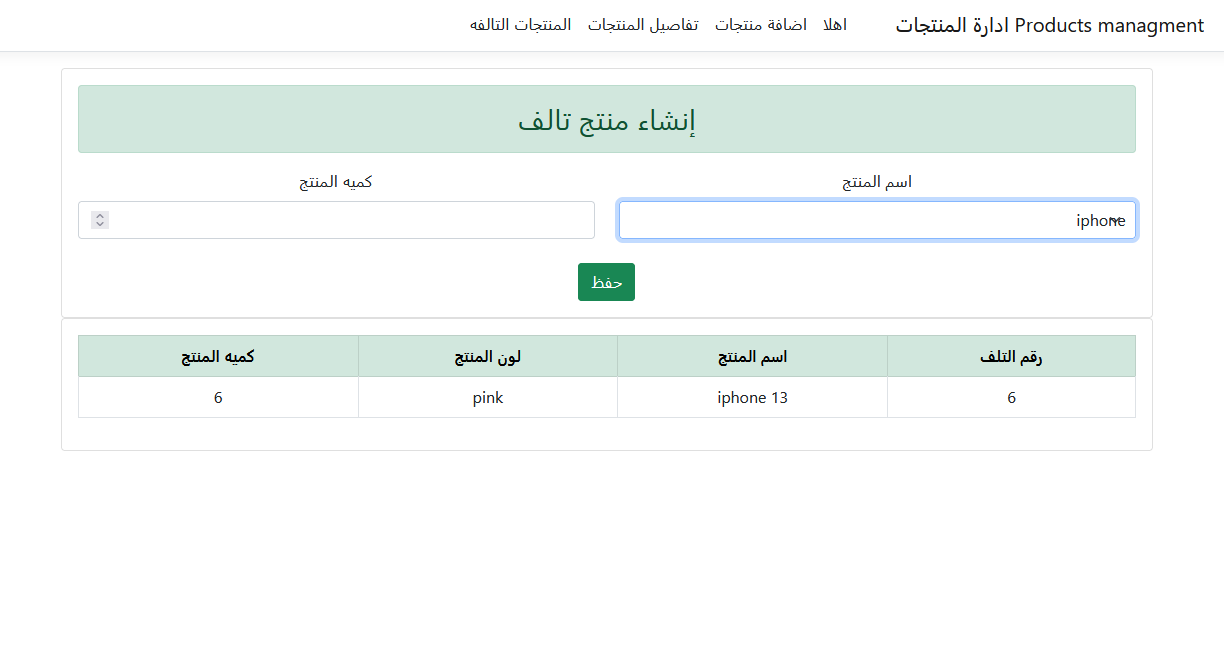 ادارة المنتجات Products managment
اهلا اضافة منتجات تفاصيل المنتجات المنتجات التالفه
إنشاء منتج تالف
اسم المنتج كميه المنتج
iphone
حفظ
رقم التلف اسم المنتج لون المنتج كميه المنتج
6 iphone 13 pink 6